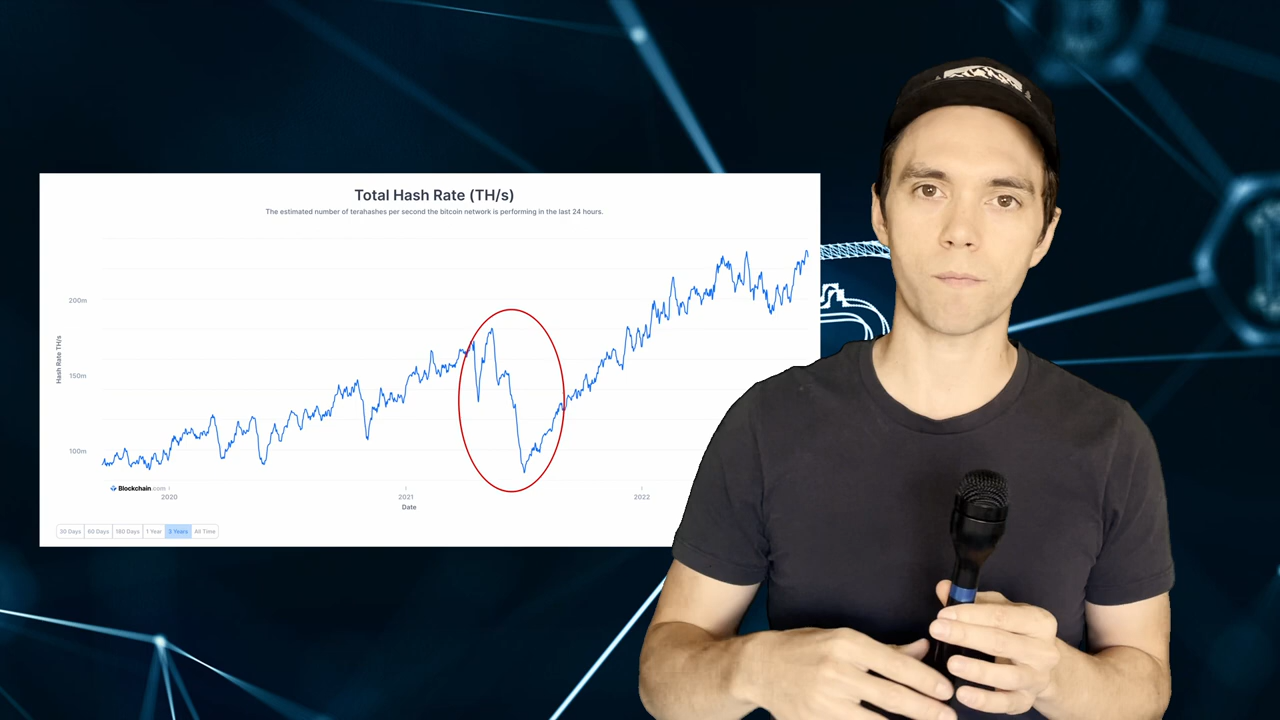 Total Hash Rate (TH/s)
The estimated number of terahashes per second the bitcoin network is performing in the last 24 hours.
200m
150m
100m
Hash Rate TH/s
Blockchain.com
2020 2021 2022
Date
30 Days 60 Days 180 Days 1 Year 3 Years All Time